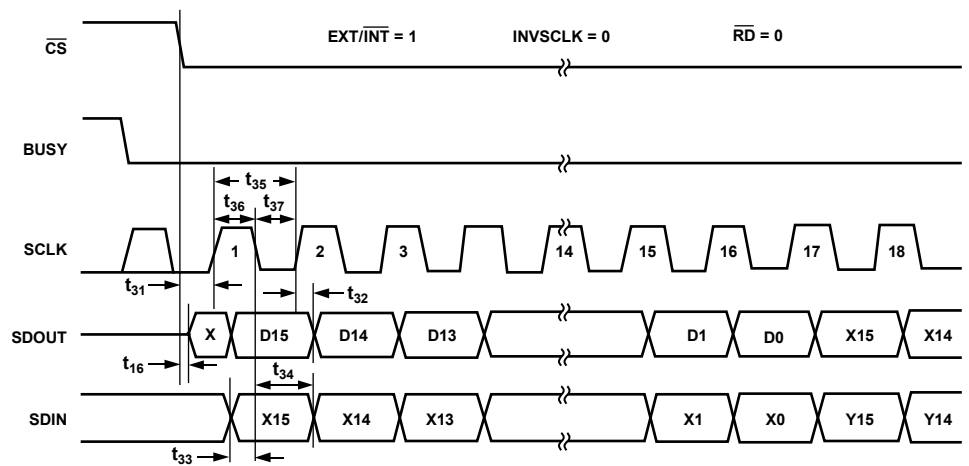 EXT/INT̅ = 1 INVSCLK = 0 R̅D̅ = 0
C̅S̅
BUSY
t35
t36 t37
SCLK 1 2 3 14 15 16 17 18
t31 t32
SDOUT X D15 D14 D13 D1 D0 X15 X14
t16 t34
SDIN X15 X14 X13 X1 X0 Y15 Y14
t33